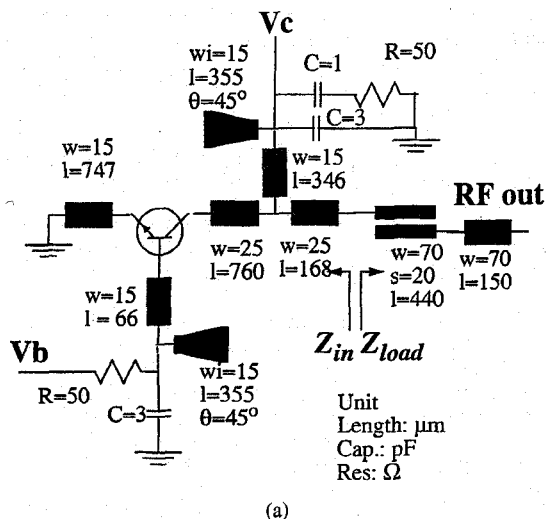 Vc
wi=15
l=355
θ=45°
C=1
R=50
C=3
w=15
l=747
w=15
l=346
RF out
w=25
l=760
w=25
l=168
w=70
s=20
l=440
w=70
l=150
w=15
l = 66
Zin Zload
Vb
R=50
C=3
wi=15
l=355
θ=45°
Unit
Length: μm
Cap.: pF
Res: Ω
(a)